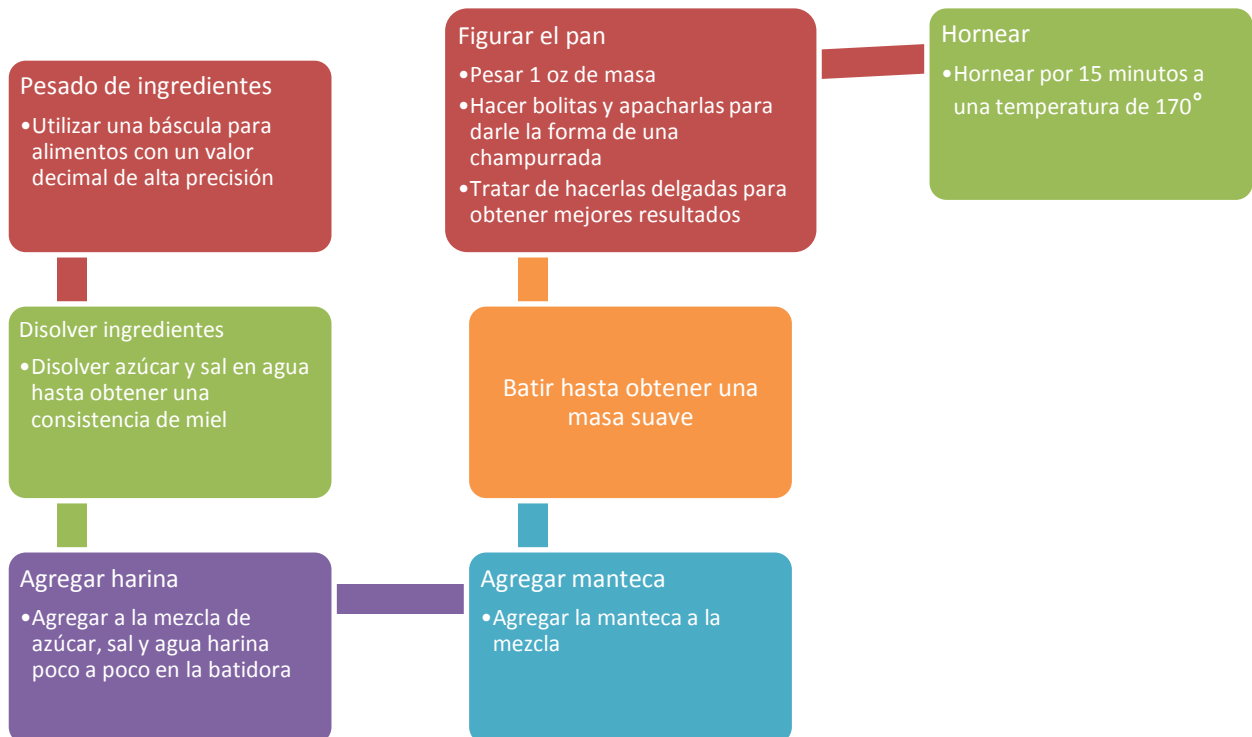 Pesado de ingredientes
•Utilizar una báscula para
alimentos con un valor
decimal de alta precisión
Disolver ingredientes
•Disolver azúcar y sal en agua
hasta obtener una
consistencia de miel
Agregar harina
•Agregar a la mezcla de
azúcar, sal y agua harina
poco a poco en la batidora
Agregar manteca
•Agregar la manteca a la
mezcla
Batir hasta obtener una
masa suave
Figurar el pan
•Pesar 1 oz de masa
•Hacer bolitas y apacharlas para
darle la forma de una
champurrada
•Tratar de hacerlas delgadas para
obtener mejores resultados
Hornear
•Hornear por 15 minutos a
una temperatura de 170°